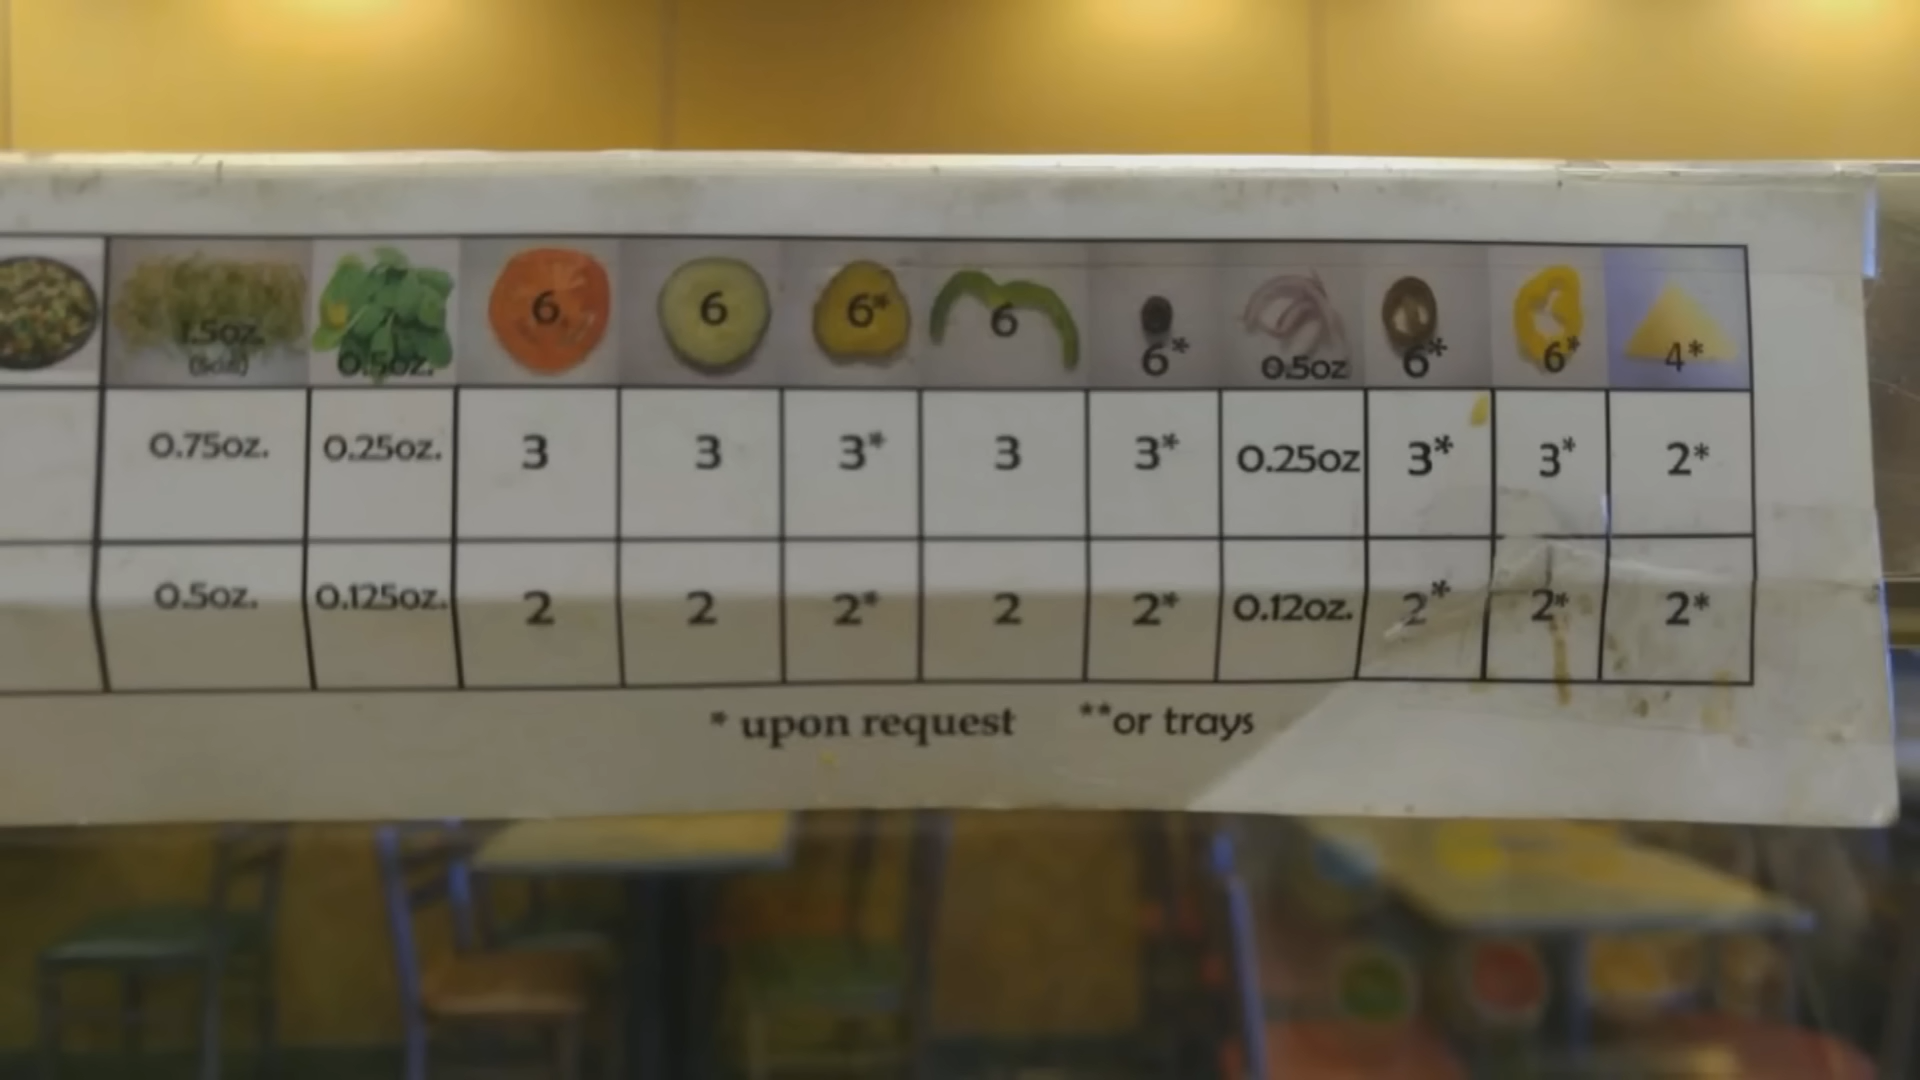 1.5oz. 0.5oz. 6 6 6* 6 6* 0.5oz 6* 6* 4*
0.75oz. 0.25oz. 3 3 3* 3 3* 0.25oz 3* 3* 2*
0.5oz. 0.125oz. 2 2 2* 2 2* 0.12oz. 2* 2* 2*
* upon request **or trays